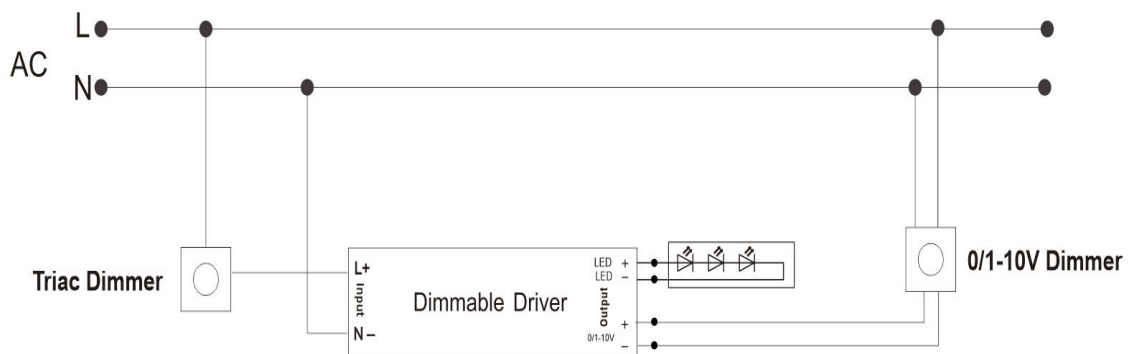 L
AC
N
Triac Dimmer
L+
Input
N –
Dimmable Driver
LED +
LED –
Output
+
0/1-10V
–
0/1-10V Dimmer